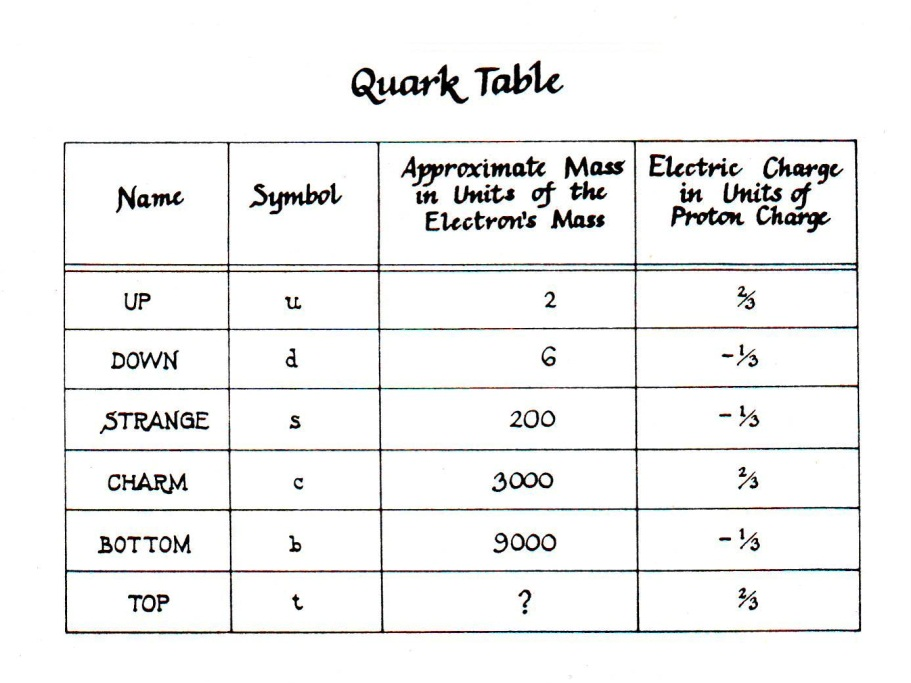 Quark Table
Name Symbol Approximate Mass in Units of the Electron's Mass Electric Charge in Units of Proton Charge
UP u 2 ⅔
DOWN d 6 -⅓
STRANGE s 200 -⅓
CHARM c 3000 ⅔
BOTTOM b 9000 -⅓
TOP t ? ⅔